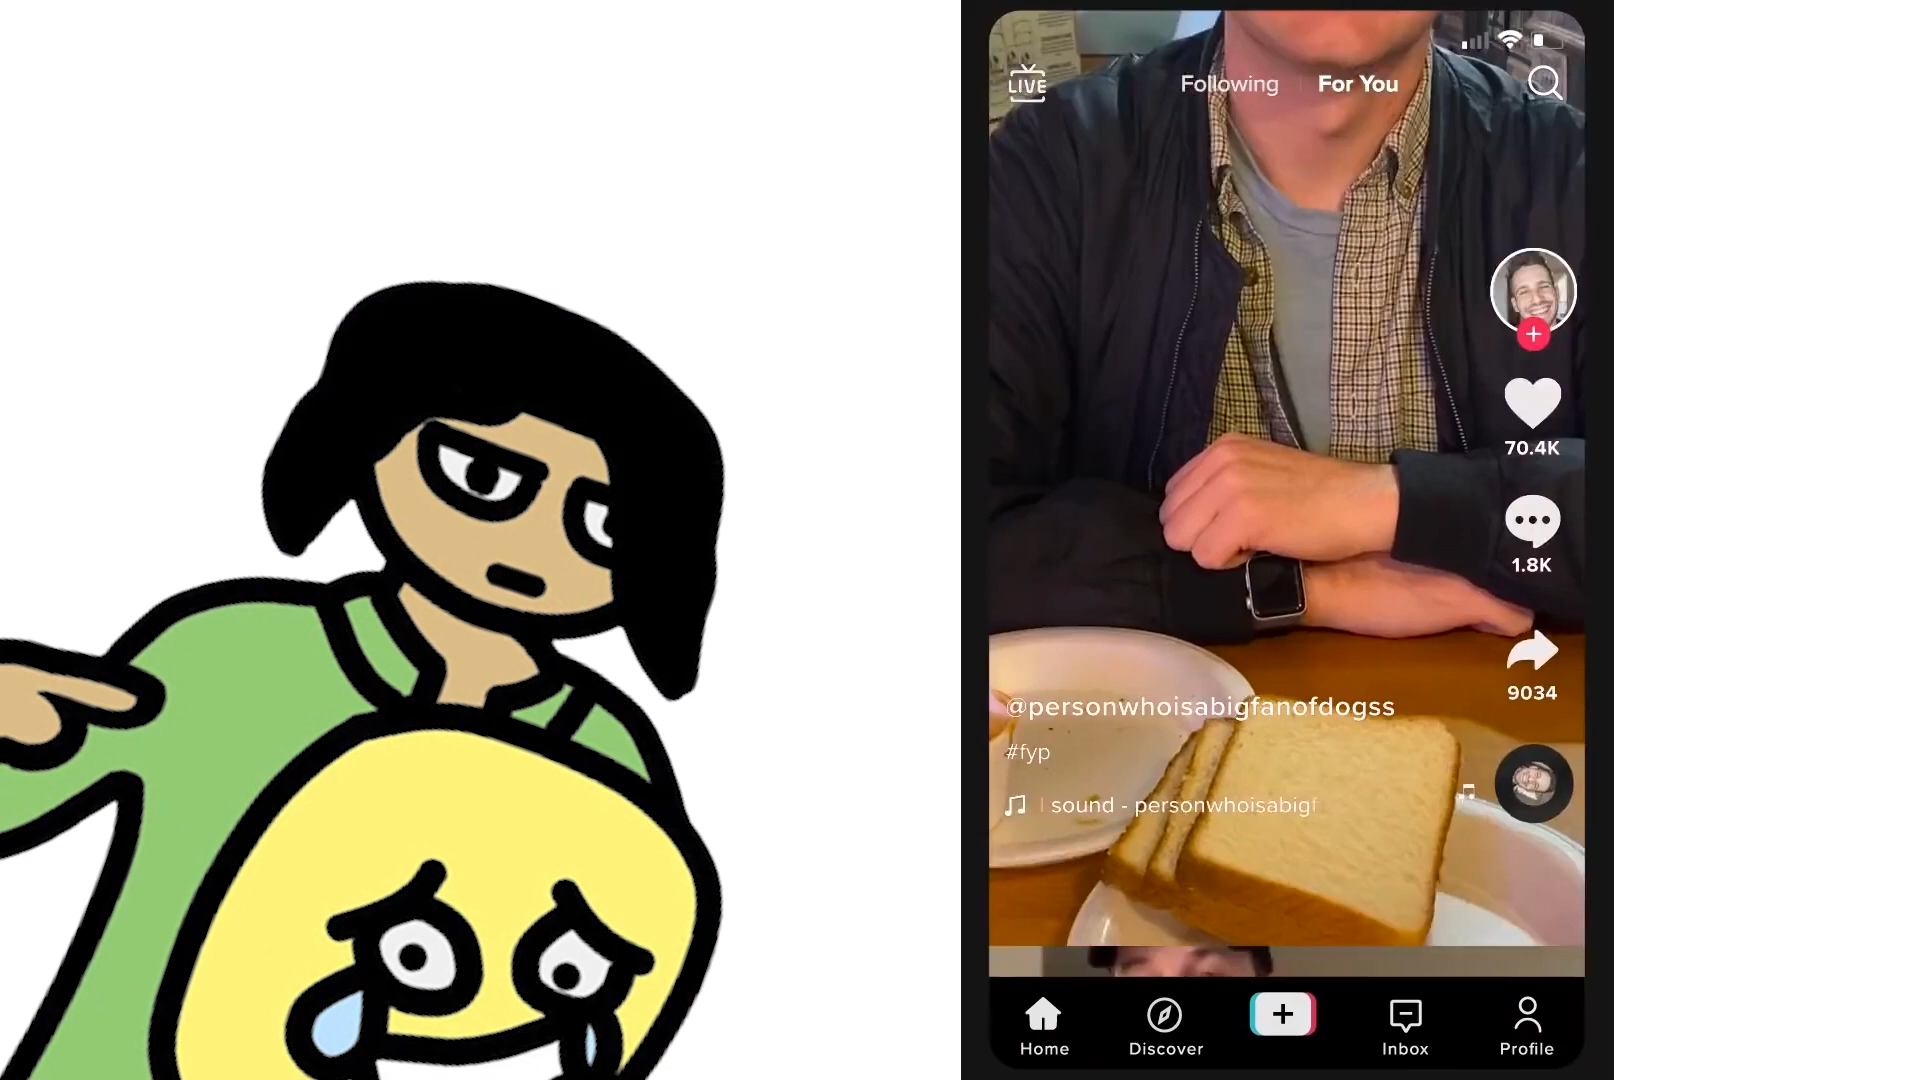 LIVE
Following
For You
70.4K
1.8K
9034
@personwhoisabigfanofdogss
#fyp
sound - personwhoisabigf
Home
Discover
Inbox
Profile